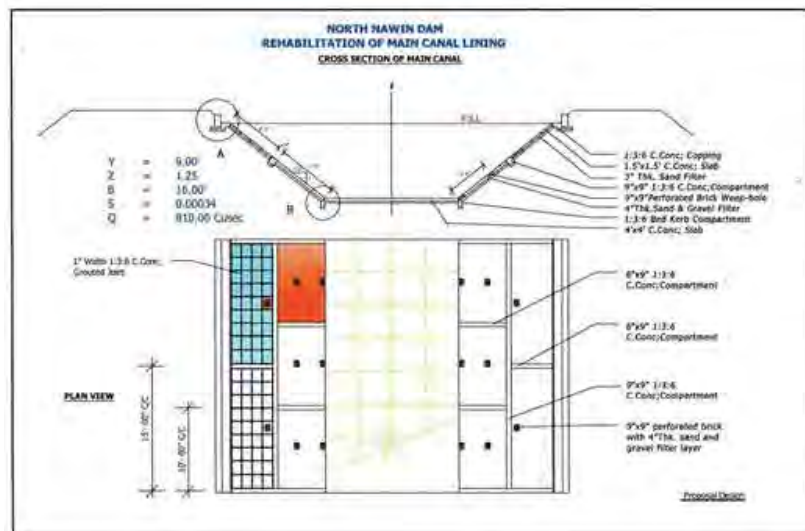 NORTH NAWIN DAM
REHABILITATION OF MAIN CANAL LINING
CROSS SECTION OF MAIN CANAL
F.S.L
A
B
Y = 9.00'
Z = 1.25
B = 16.00'
S = 0.00034
Q = 810.00 Cusec
1:3:6 C.Conc; Copping
1.5'x1.5' C.Conc; Slab
3" Thk. Sand Filter
9"x9" 1:3:6 C.Conc;Compartment
9"x9"Perforated Brick Weep-hole
4"Thk.Sand & Gravel Filter
1:3:6 Bed Kerb Compartment
4'x4' C.Conc; Slab
1" Width 1:3:6 C.Conc;
Grouted Joint
6"x9" 1:3:6
C.Conc;Compartment
6"x9" 1:3:6
C.Conc;Compartment
9"x9" 1:3:6
C.Conc;Compartment
9"x9" perforated brick
with 4"Thk. sand and
gravel filter layer
PLAN VIEW
15'-00" C/C
10'-00" C/C
Proposal Design